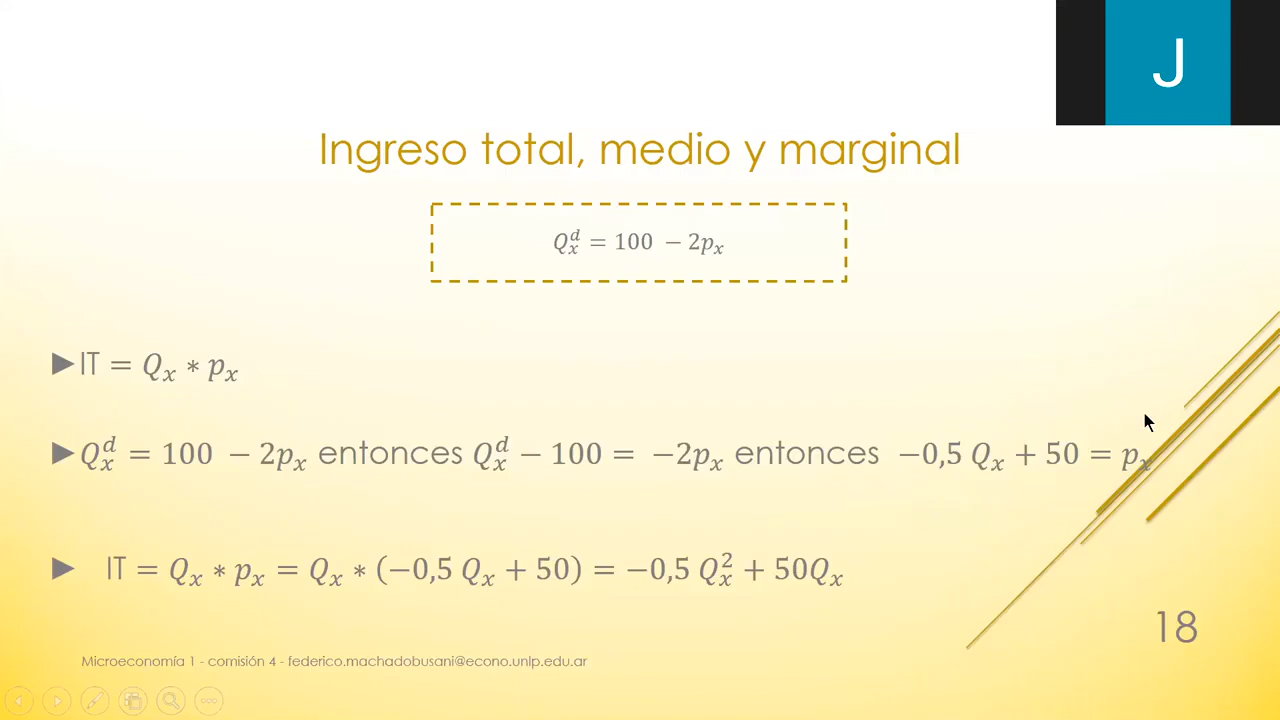 J
Ingreso total, medio y marginal
Q_x^d = 100 − 2p_x
►IT = Q_x ∗ p_x
►Q_x^d = 100 − 2p_x entonces Q_x^d − 100 = −2p_x entonces −0,5 Q_x + 50 = p_x
► IT = Q_x ∗ p_x = Q_x ∗ (−0,5 Q_x + 50) = −0,5 Q_x^2 + 50Q_x
18
Microeconomía 1 - comisión 4 - federico.machadobusani@econo.unlp.edu.ar